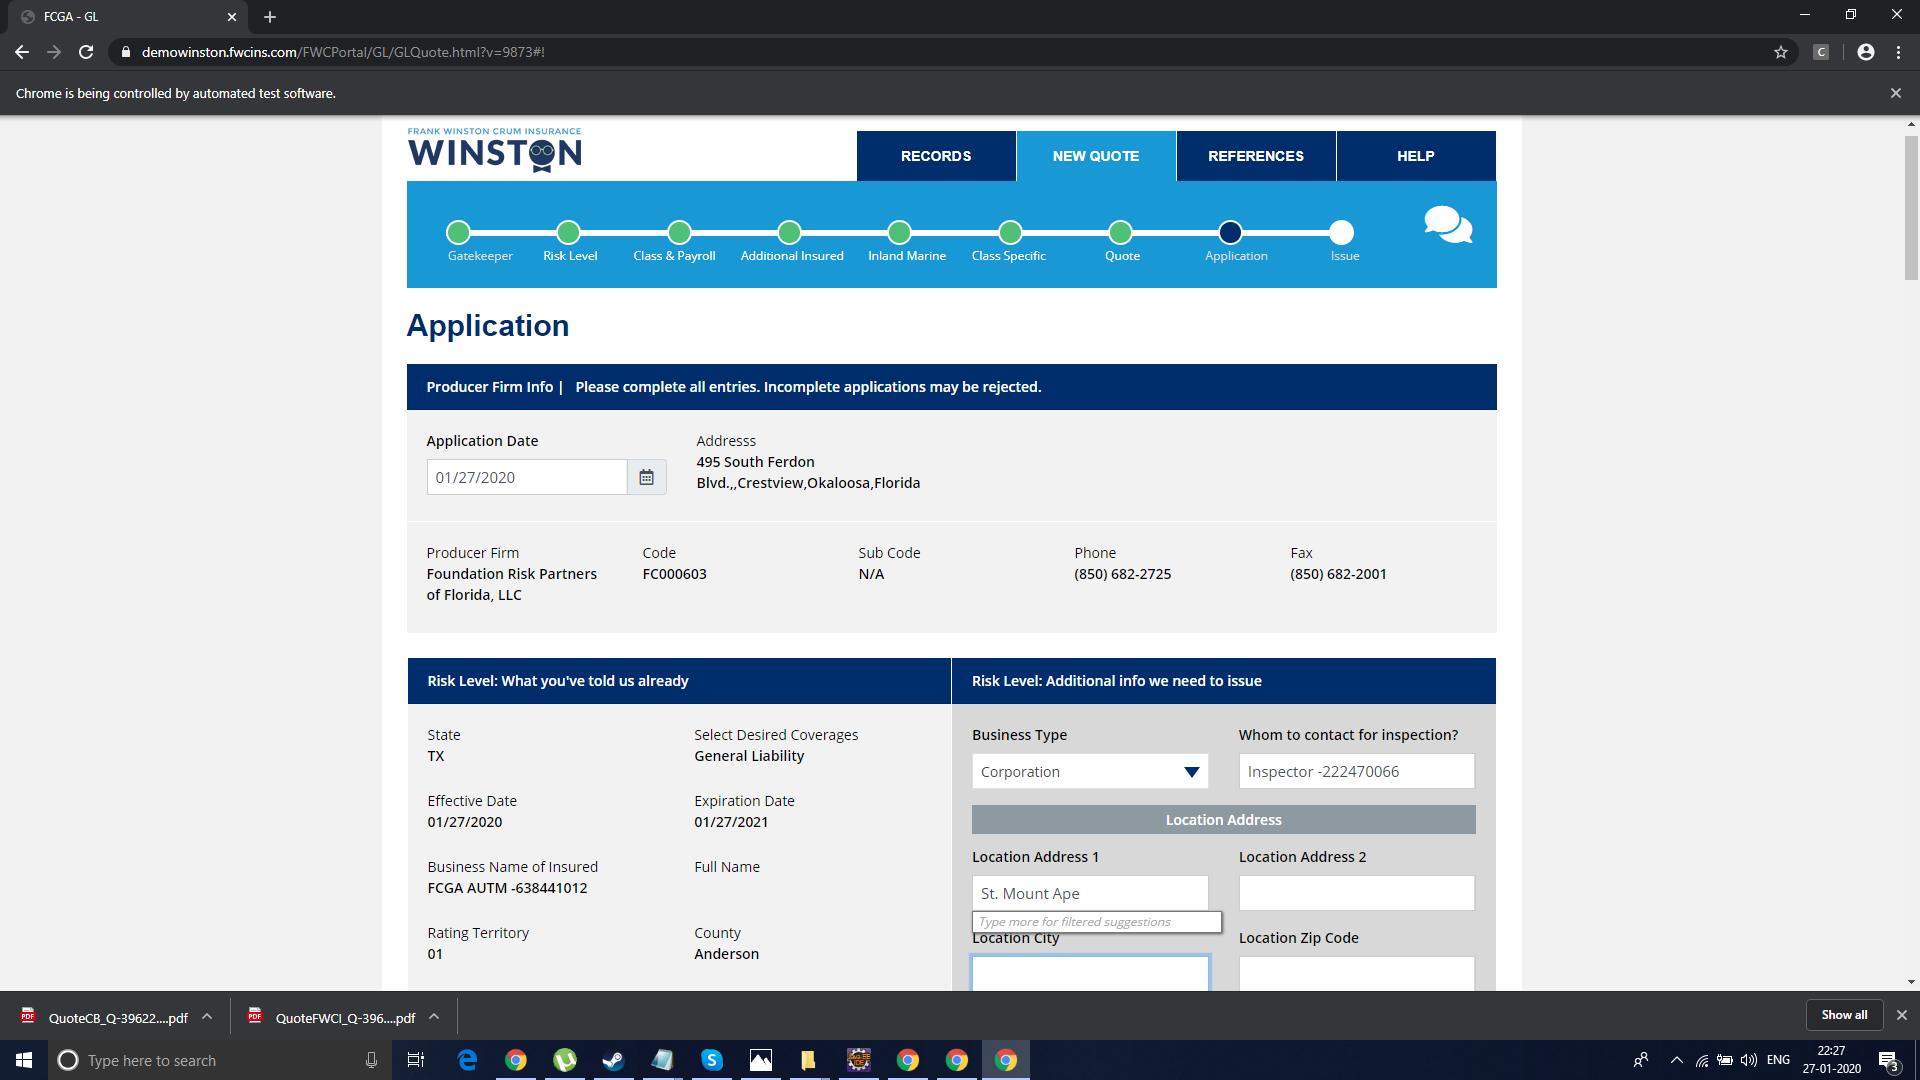 FCGA - GL
demowinston.fwcins.com/FWCPortal/GL/GLQuote.html?v=9873#!
C
Chrome is being controlled by automated test software.
FRANK WINSTON CRUM INSURANCE
WINSTON
RECORDS
NEW QUOTE
REFERENCES
HELP
Gatekeeper
Risk Level
Class & Payroll
Additional Insured
Inland Marine
Class Specific
Quote
Application
Issue
Application
Producer Firm Info | Please complete all entries. Incomplete applications may be rejected.
Application Date
01/27/2020
Addresss
495 South Ferdon
Blvd.,,Crestview,Okaloosa,Florida
Producer Firm
Foundation Risk Partners
of Florida, LLC
Code
FC000603
Sub Code
N/A
Phone
(850) 682-2725
Fax
(850) 682-2001
Risk Level: What you've told us already
State
TX
Select Desired Coverages
General Liability
Effective Date
01/27/2020
Expiration Date
01/27/2021
Business Name of Insured
FCGA AUTM -638441012
Full Name
Rating Territory
01
County
Anderson
Risk Level: Additional info we need to issue
Business Type
Corporation
Whom to contact for inspection?
Inspector -222470066
Location Address
Location Address 1
St. Mount Ape
Type more for filtered suggestions
Location Address 2
Location City
Location Zip Code
PDF
QuoteCB_Q-39622....pdf
PDF
QuoteFWCI_Q-396....pdf
Show all
Type here to search
ENG
22:27
27-01-2020
3